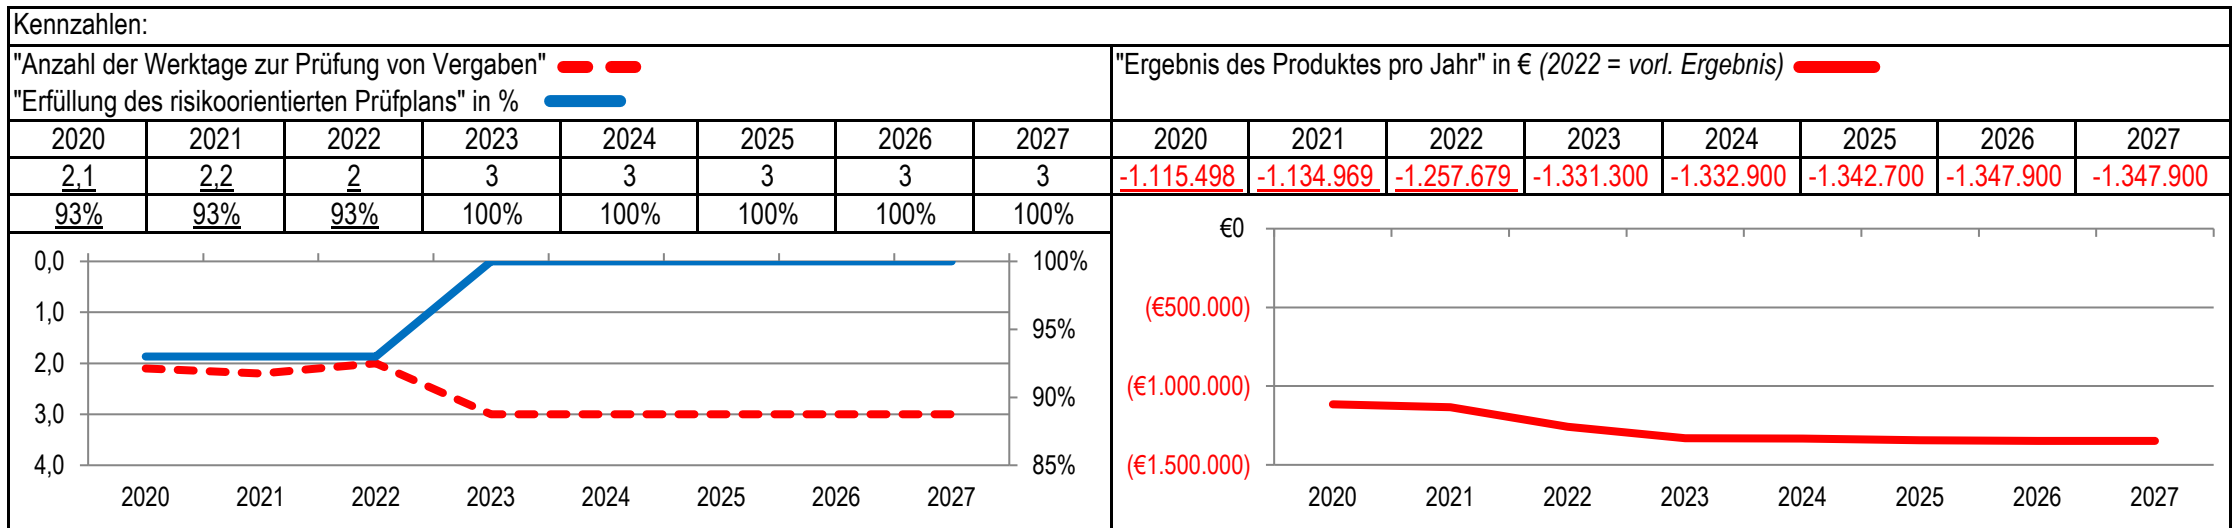 Kennzahlen:
"Anzahl der Werktage zur Prüfung von Vergaben"
"Erfüllung des risikoorientierten Prüfplans" in %
"Ergebnis des Produktes pro Jahr" in € (2022 = vorl. Ergebnis)
2020 2021 2022 2023 2024 2025 2026 2027
2,1 2,2 2 3 3 3 3 3
93% 93% 93% 100% 100% 100% 100% 100%
2020 2021 2022 2023 2024 2025 2026 2027
-1.115.498 -1.134.969 -1.257.679 -1.331.300 -1.332.900 -1.342.700 -1.347.900 -1.347.900
0,0
1,0
2,0
3,0
4,0
100%
95%
90%
85%
2020 2021 2022 2023 2024 2025 2026 2027
€0
(€500.000)
(€1.000.000)
(€1.500.000)
2020 2021 2022 2023 2024 2025 2026 2027